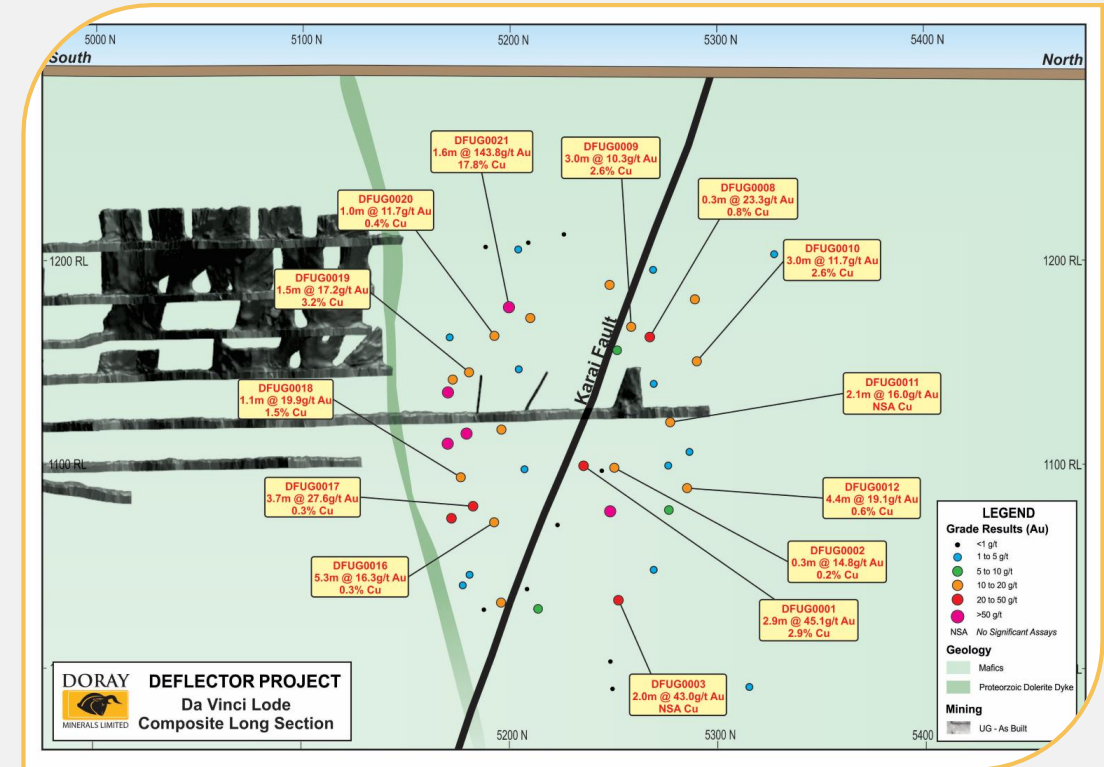 5000 N
5100 N
5200 N
5300 N
5400 N
South
North
DFUG0021
1.6m @ 143.8g/t Au
17.8% Cu
DFUG0009
3.0m @ 10.3g/t Au
2.6% Cu
DFUG0020
1.0m @ 11.7g/t Au
0.4% Cu
DFUG0008
0.3m @ 23.3g/t Au
0.8% Cu
DFUG0010
3.0m @ 11.7g/t Au
2.6% Cu
1200 RL
1200 RL
DFUG0019
1.5m @ 17.2g/t Au
3.2% Cu
Karai Fault
DFUG0018
1.1m @ 19.9g/t Au
1.5% Cu
DFUG0011
2.1m @ 16.0g/t Au
NSA Cu
1100 RL
1100 RL
DFUG0017
3.7m @ 27.6g/t Au
0.3% Cu
DFUG0012
4.4m @ 19.1g/t Au
0.6% Cu
DFUG0016
5.3m @ 16.3g/t Au
0.3% Cu
DFUG0002
0.3m @ 14.8g/t Au
0.2% Cu
DFUG0001
2.9m @ 45.1g/t Au
2.9% Cu
DFUG0003
2.0m @ 43.0g/t Au
NSA Cu
LEGEND
Grade Results (Au)
<1 g/t
1 to 5 g/t
5 to 10 g/t
10 to 20 g/t
20 to 50 g/t
>50 g/t
NSA No Significant Assays
Geology
Mafics
Proteorzoic Dolerite Dyke
Mining
UG - As Built
DORAY
MINERALS LIMITED
DEFLECTOR PROJECT
Da Vinci Lode
Composite Long Section
5200 N
5300 N
5400 N